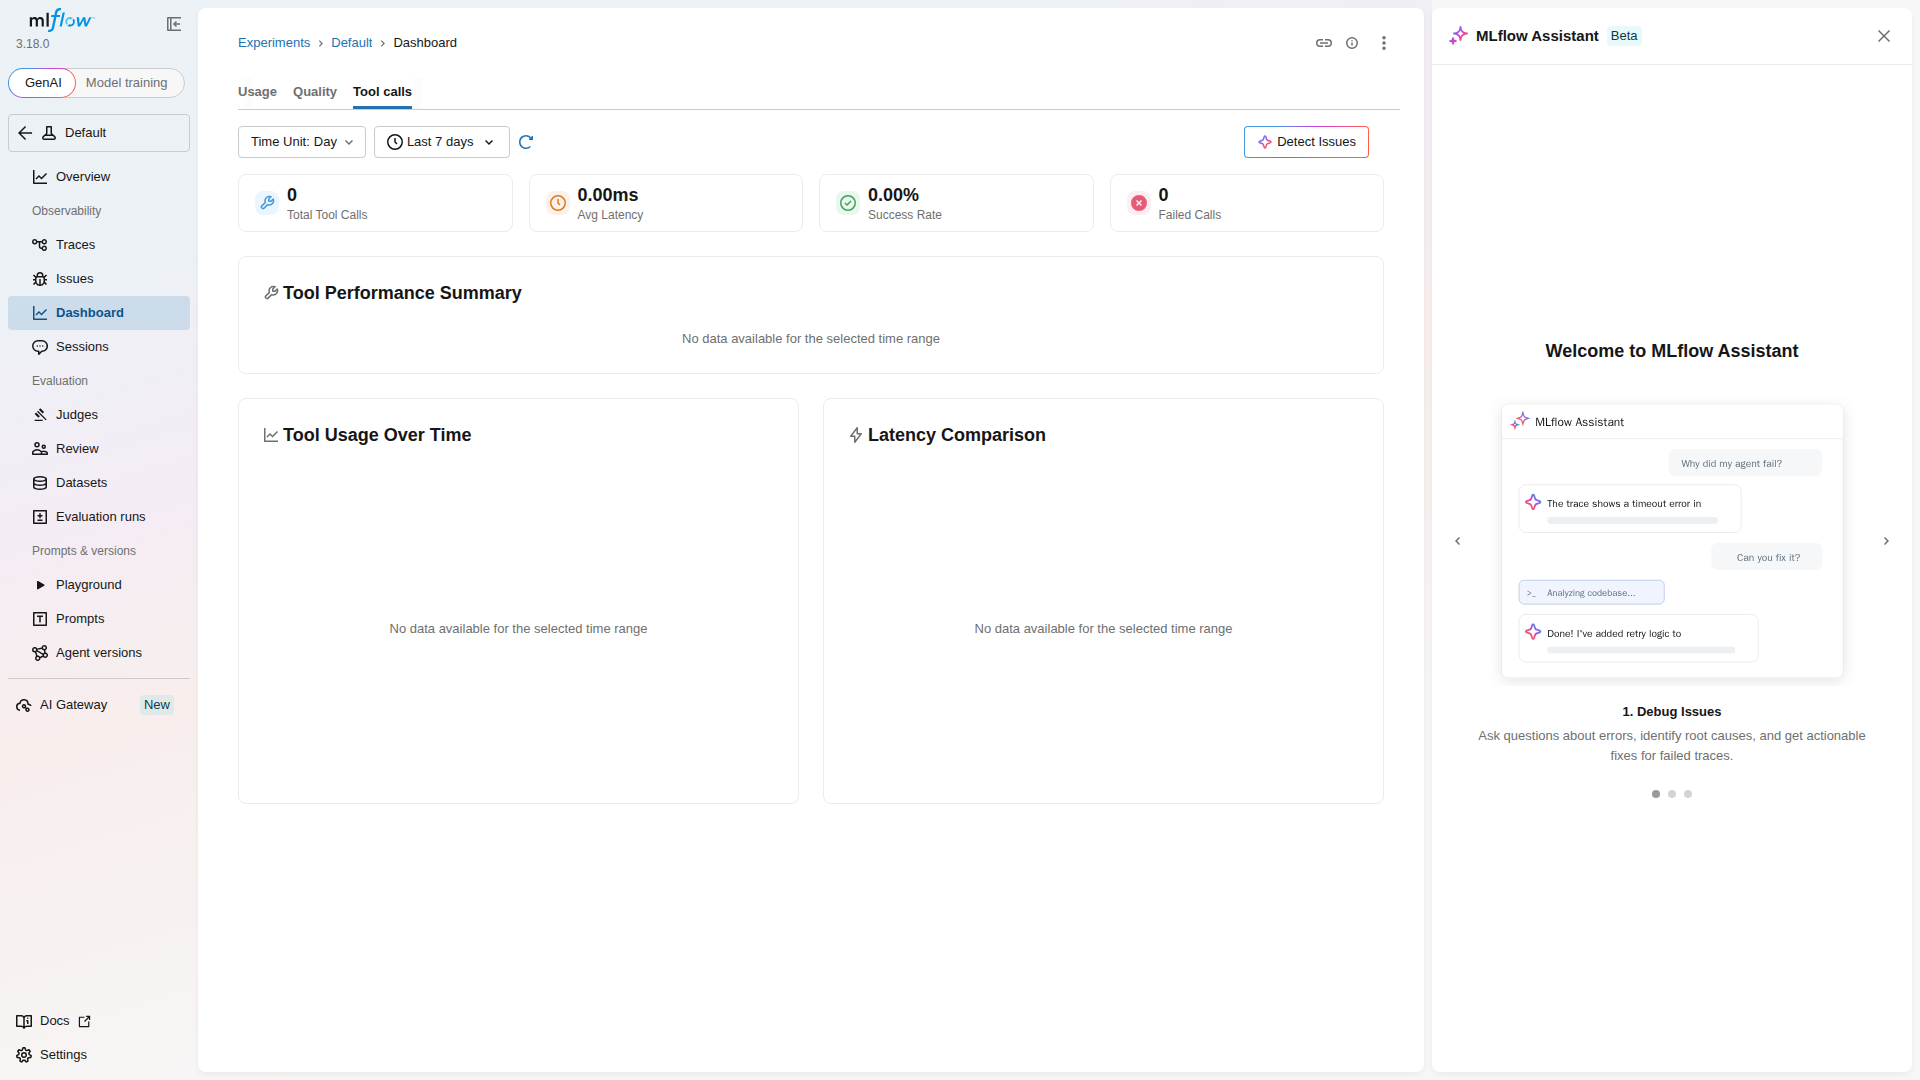 mlflow
3.18.0
GenAI
Model training
Default
Overview
Observability
Traces
Issues
Dashboard
Sessions
Evaluation
Judges
Review
Datasets
Evaluation runs
Prompts & versions
Playground
Prompts
Agent versions
AI Gateway
New
Docs
Settings
Experiments > Default > Dashboard
Usage
Quality
Tool calls
Time Unit: Day
Last 7 days
Detect Issues
0
Total Tool Calls
0.00ms
Avg Latency
0.00%
Success Rate
0
Failed Calls
Tool Performance Summary
No data available for the selected time range
Tool Usage Over Time
No data available for the selected time range
Latency Comparison
No data available for the selected time range
MLflow Assistant
Beta
Welcome to MLflow Assistant
MLflow Assistant
Why did my agent fail?
The trace shows a timeout error in
Can you fix it?
>_ Analyzing codebase...
Done! I've added retry logic to
1. Debug Issues
Ask questions about errors, identify root causes, and get actionable
fixes for failed traces.